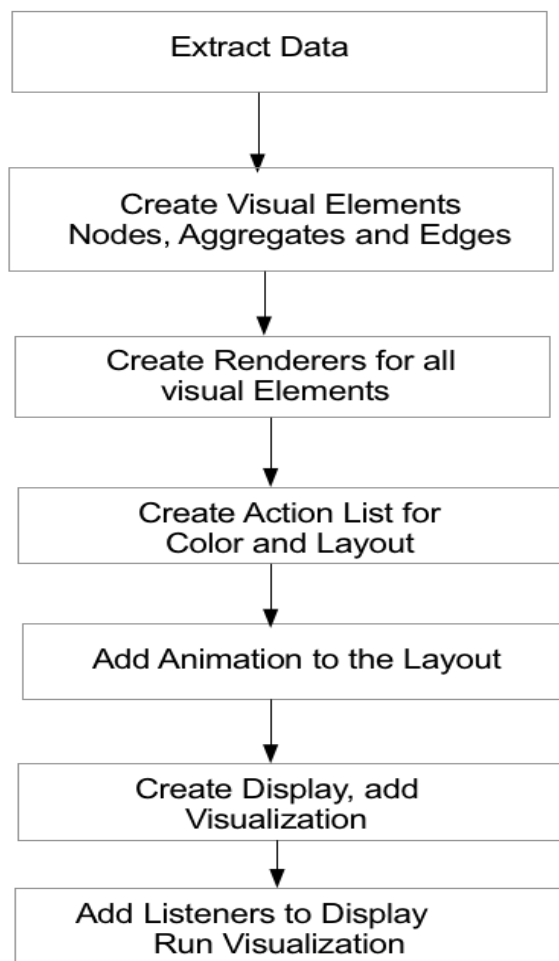 Extract Data
Create Visual Elements
Nodes, Aggregates and Edges
Create Renderers for all
visual Elements
Create Action List for
Color and Layout
Add Animation to the Layout
Create Display, add
Visualization
Add Listeners to Display
Run Visualization